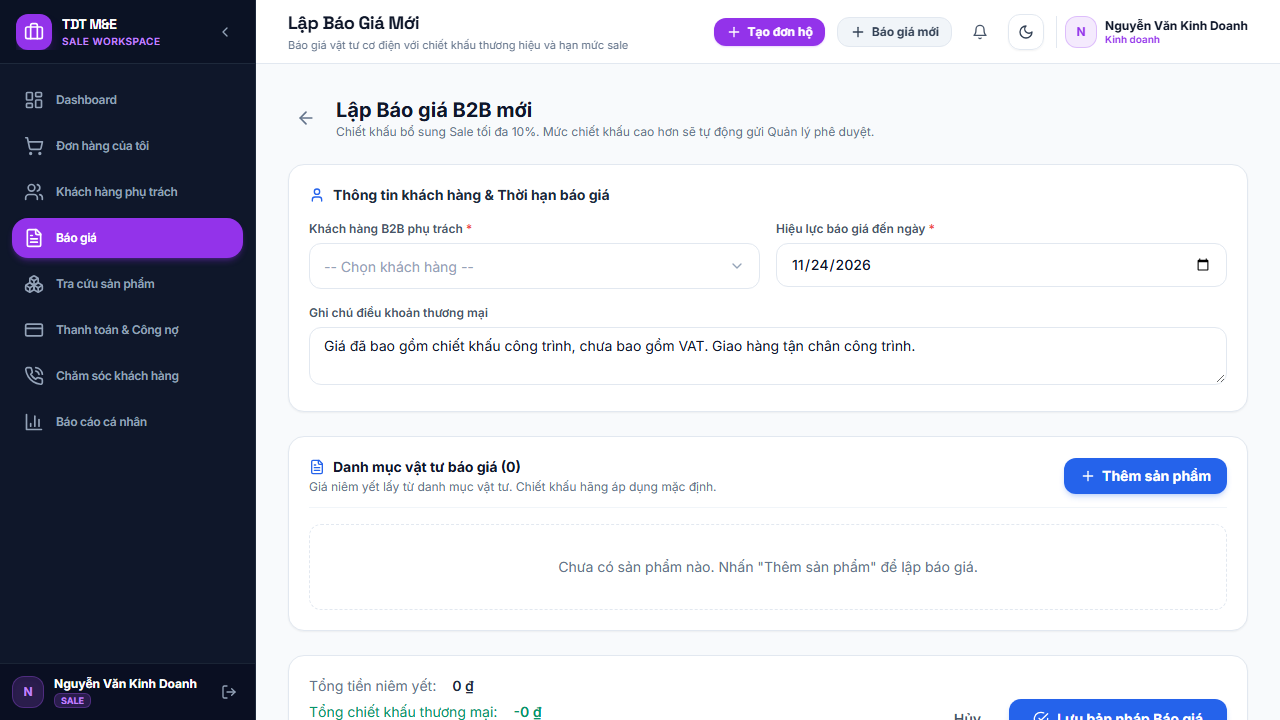 TDT M&E
SALE WORKSPACE
Dashboard
Đơn hàng của tôi
Khách hàng phụ trách
Báo giá
Tra cứu sản phẩm
Thanh toán & Công nợ
Chăm sóc khách hàng
Báo cáo cá nhân
N
Nguyễn Văn Kinh Doanh
SALE
Lập Báo Giá Mới
Báo giá vật tư cơ điện với chiết khấu thương hiệu và hạn mức sale
Tạo đơn hộ
Báo giá mới
N
Nguyễn Văn Kinh Doanh
Kinh doanh
Lập Báo giá B2B mới
Chiết khấu bổ sung Sale tối đa 10%. Mức chiết khấu cao hơn sẽ tự động gửi Quản lý phê duyệt.
Thông tin khách hàng & Thời hạn báo giá
Khách hàng B2B phụ trách *
Hiệu lực báo giá đến ngày *
-- Chọn khách hàng --
11/24/2026
Ghi chú điều khoản thương mại
Giá đã bao gồm chiết khấu công trình, chưa bao gồm VAT. Giao hàng tận chân công trình.
Danh mục vật tư báo giá (0)
Giá niêm yết lấy từ danh mục vật tư. Chiết khấu hãng áp dụng mặc định.
Thêm sản phẩm
Chưa có sản phẩm nào. Nhấn "Thêm sản phẩm" để lập báo giá.
Tổng tiền niêm yết: 0 ₫
Tổng chiết khấu thương mại: -0 ₫
Hủy
Lưu bản nháp Báo giá